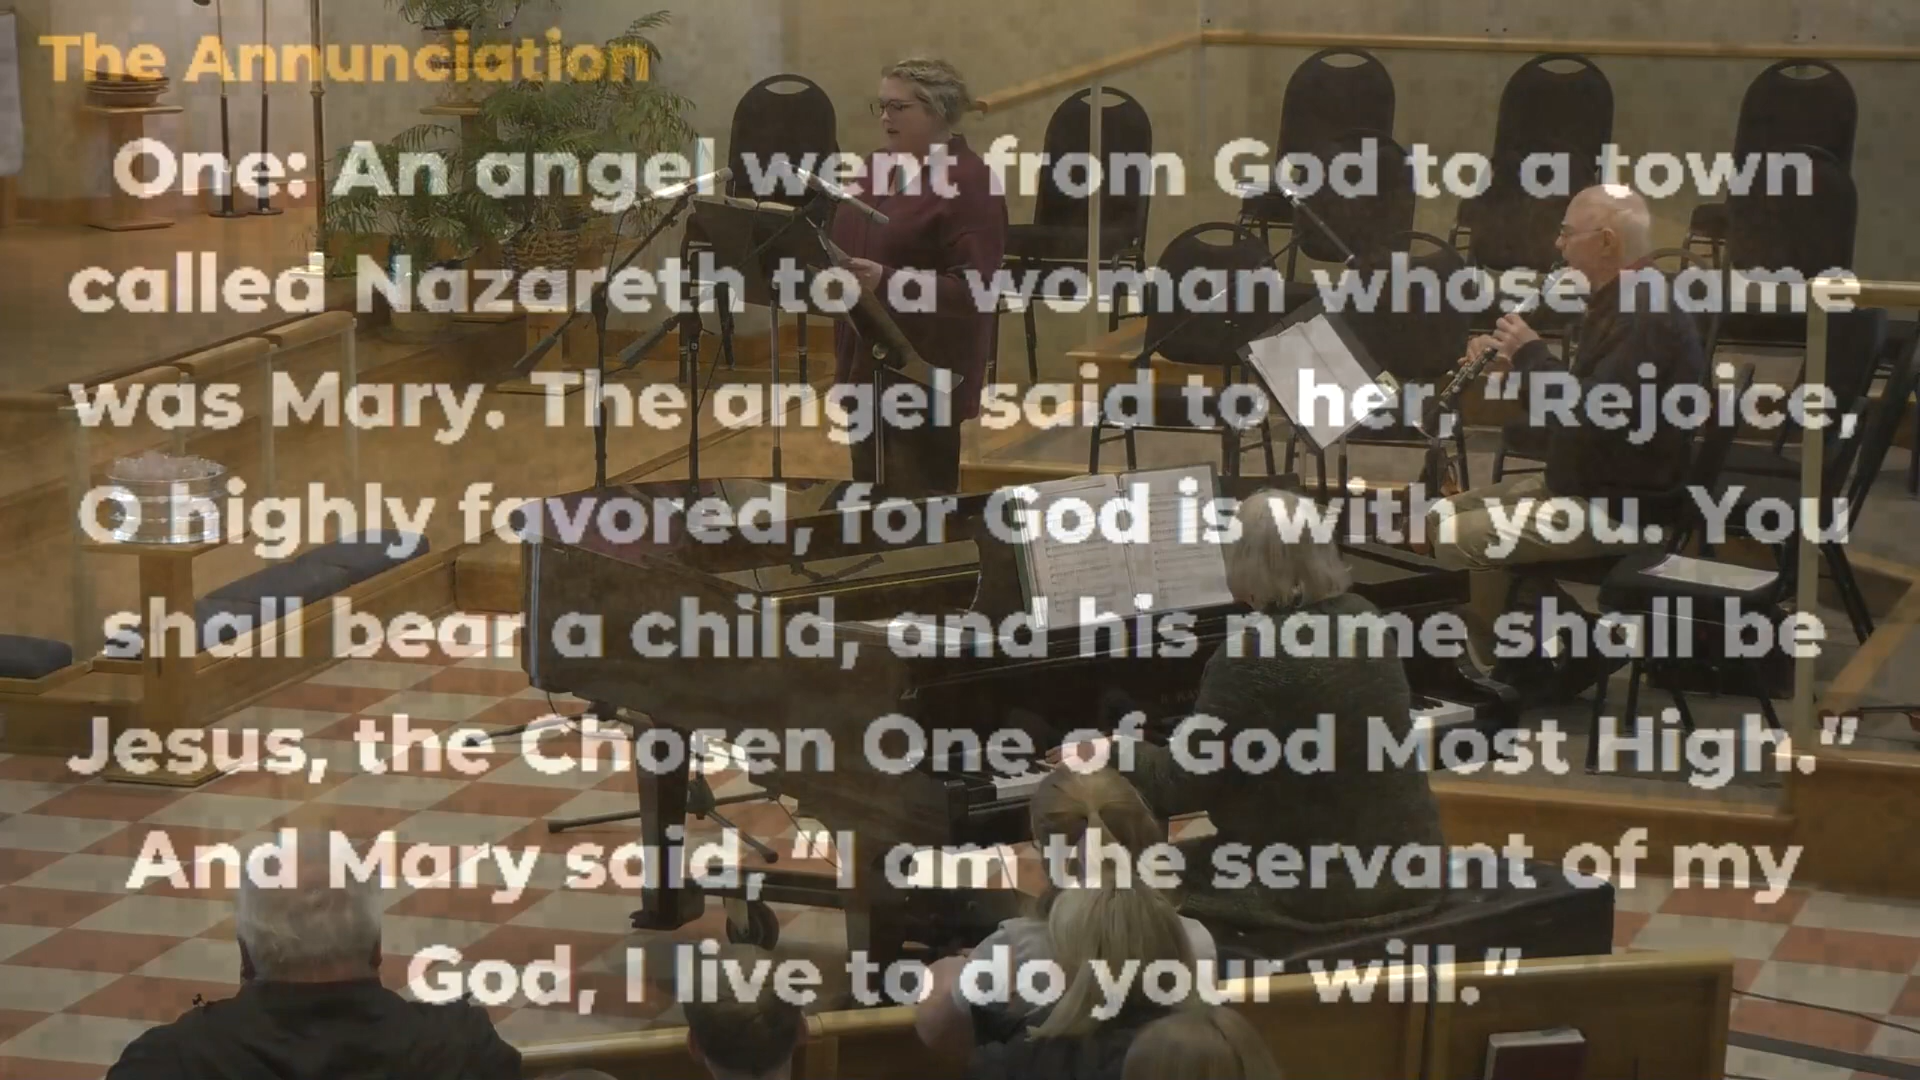 The Annunciation
One: An angel went from God to a town
called Nazareth to a woman whose name
was Mary. The angel said to her, “Rejoice,
O highly favored, for God is with you. You
shall bear a child, and his name shall be
Jesus, the Chosen One of God Most High.”
And Mary said, “I am the servant of my
God, I live to do your will.”